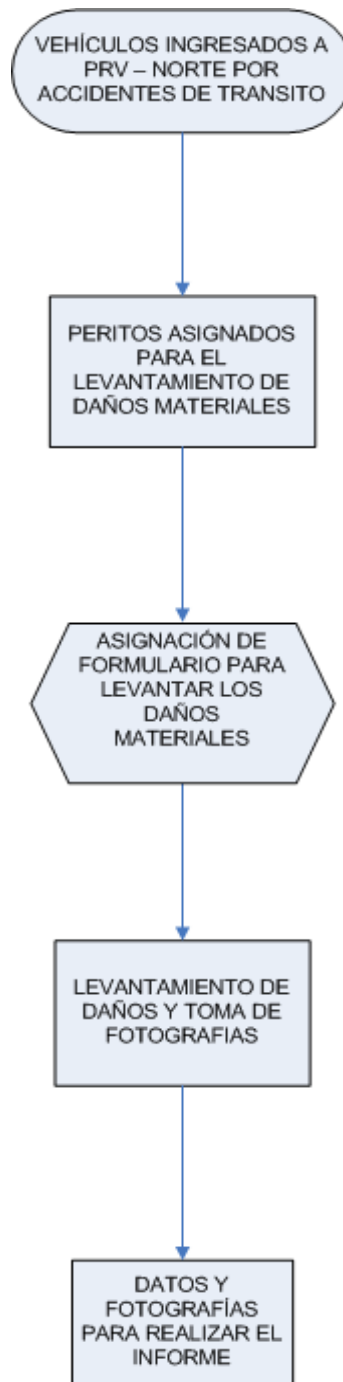 VEHÍCULOS INGRESADOS A
PRV – NORTE POR
ACCIDENTES DE TRANSITO
PERITOS ASIGNADOS
PARA EL
LEVANTAMIENTO DE
DAÑOS MATERIALES
ASIGNACIÓN DE
FORMULARIO PARA
LEVANTAR LOS
DAÑOS
MATERIALES
LEVANTAMIENTO DE
DAÑOS Y TOMA DE
FOTOGRAFIAS
DATOS Y
FOTOGRAFÍAS
PARA REALIZAR EL
INFORME